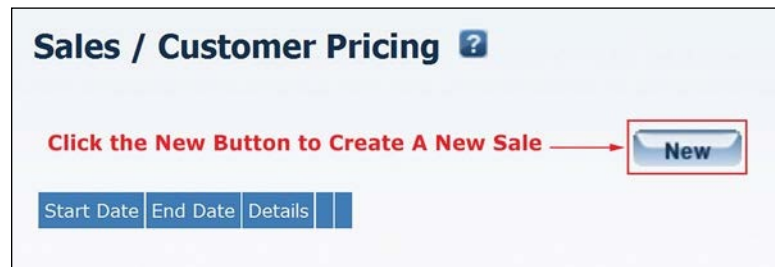 Sales / Customer Pricing ?
Click the New Button to Create A New Sale
New
Start Date End Date Details